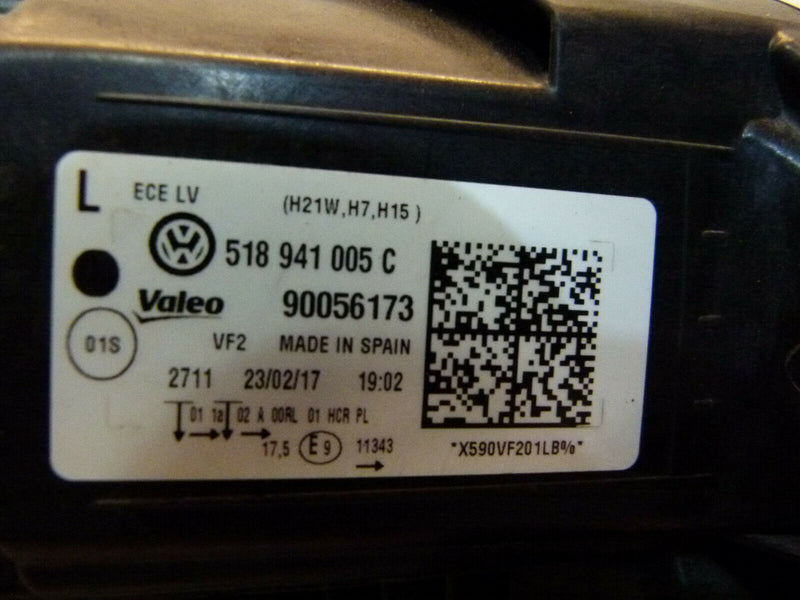 L ECE LV (H21W,H7,H15 )
518 941 005 C
Valeo 90056173
01S VF2 MADE IN SPAIN
2711 23/02/17 19:02
01 1a 02 A 00RL 01 HCR PL
17,5 E9 11343
*X590VF201LB%*